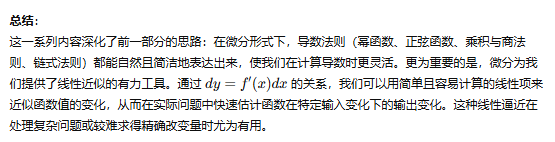 总结：
这一系列内容深化了前一部分的思路：在微分形式下，导数法则（幂函数、正弦函数、乘积与商法
则、链式法则）都能自然且简洁地表达出来，使我们在计算导数时更灵活。更为重要的是，微分为我
们提供了线性近似的有力工具。通过 dy = f′(x)dx 的关系，我们可以用简单且容易计算的线性项来
近似函数值的变化，从而在实际问题中快速估计函数在特定输入变化下的输出变化。这种线性逼近在
处理复杂问题或较难求得精确改变量时尤为有用。